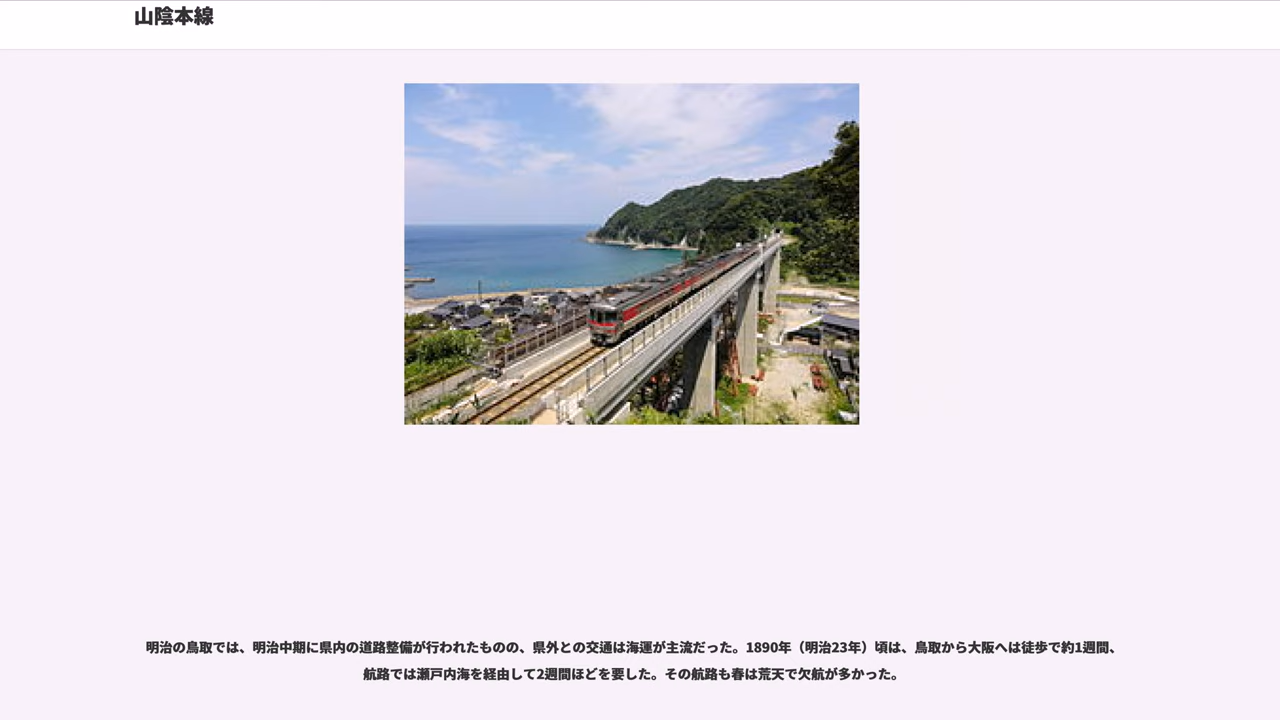 山陰本線
明治の鳥取では、明治中期に県内の道路整備が行われたものの、県外との交通は海運が主流だった。1890年（明治23年）頃は、鳥取から大阪へは徒歩で約1週間、
航路では瀬戸内海を経由して2週間ほどを要した。その航路も春は荒天で欠航が多かった。